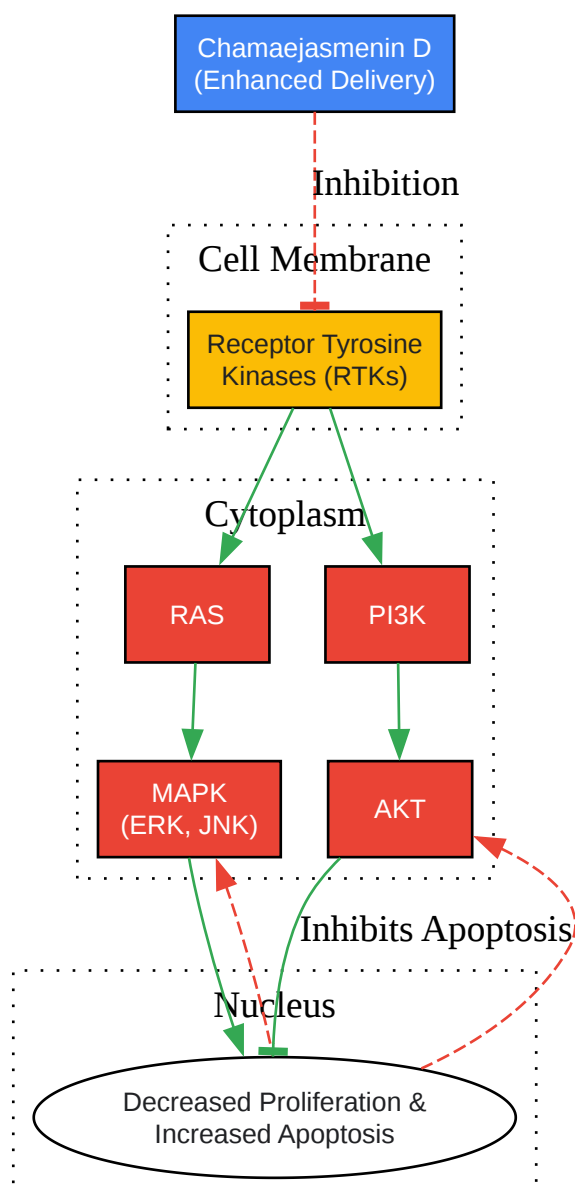 Chamaejasmenin D
(Enhanced Delivery)
Inhibition
Cell Membrane
Receptor Tyrosine
Kinases (RTKs)
Cytoplasm
RAS
PI3K
MAPK
(ERK, JNK)
AKT
Inhibits Apoptosis
Nucleus
Decreased Proliferation &
Increased Apoptosis